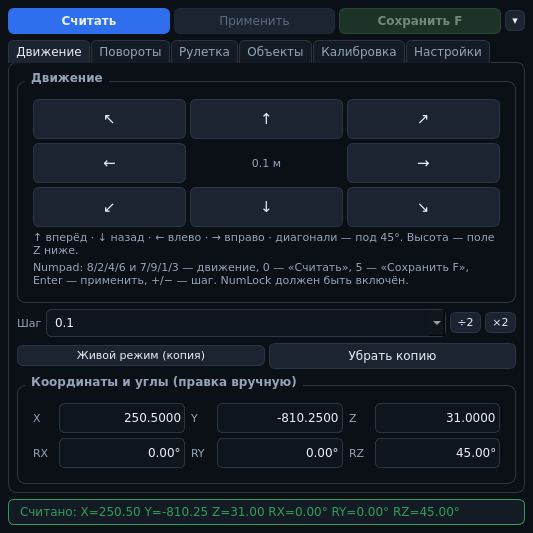 Считать Применить Сохранить F ▾
Движение Повороты Рулетка Объекты Калибровка Настройки
Движение
↖ ↑ ↗
← 0.1 м →
↙ ↓ ↘
↑ вперёд · ↓ назад · ← влево · → вправо · диагонали — под 45°. Высота — поле
Z ниже.
Numpad: 8/2/4/6 и 7/9/1/3 — движение, 0 — «Считать», 5 — «Сохранить F»,
Enter — применить, +/− — шаг. NumLock должен быть включён.
Шаг 0.1 ÷2 ×2
Живой режим (копия) Убрать копию
Координаты и углы (правка вручную)
X 250.5000 Y -810.2500 Z 31.0000
RX 0.00° RY 0.00° RZ 45.00°
Считано: X=250.50 Y=-810.25 Z=31.00 RX=0.00° RY=0.00° RZ=45.00°